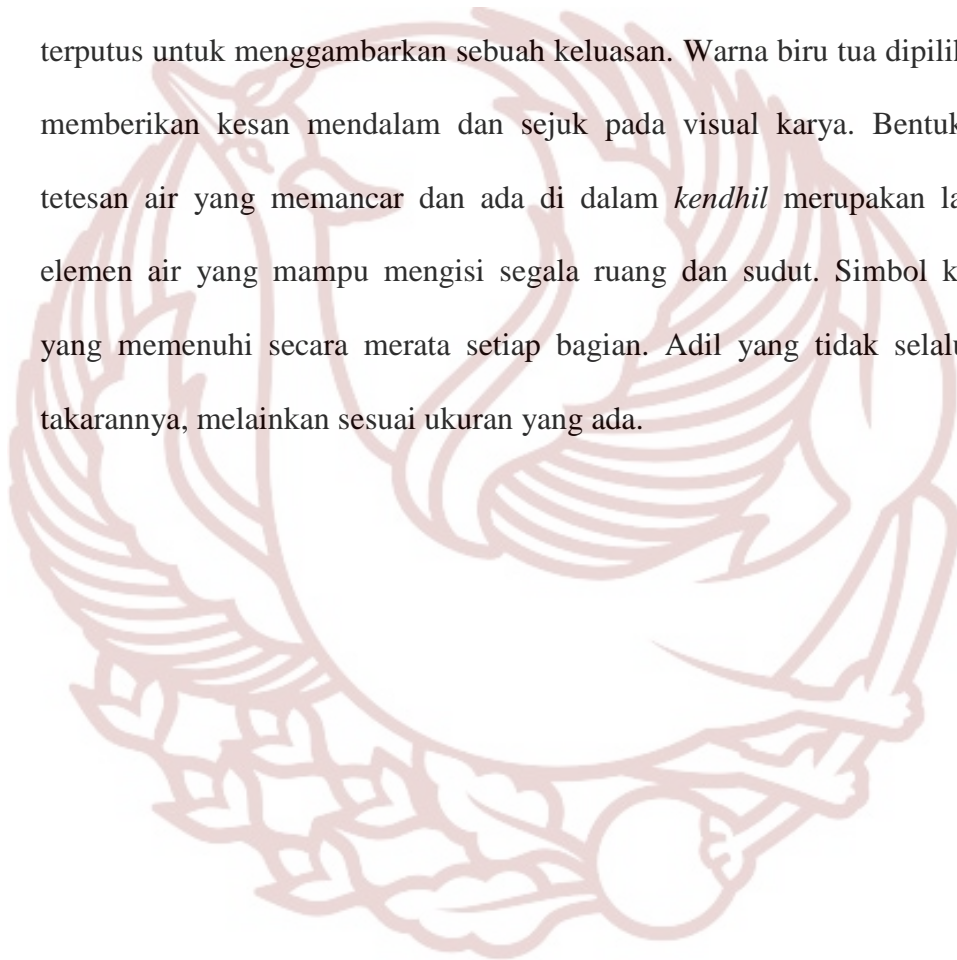 terputus untuk menggambarkan sebuah keluasan. Warna biru tua
memberikan kesan mendalam dan sejuk pada visual karya. Bentuk
tetesan air yang memancar dan ada di dalam kendhil merupakan
elemen air yang mampu mengisi segala ruang dan sudut. Simbol
yang memenuhi secara merata setiap bagian. Adil yang tidak selalu
takarannya, melainkan sesuai ukuran yang ada.